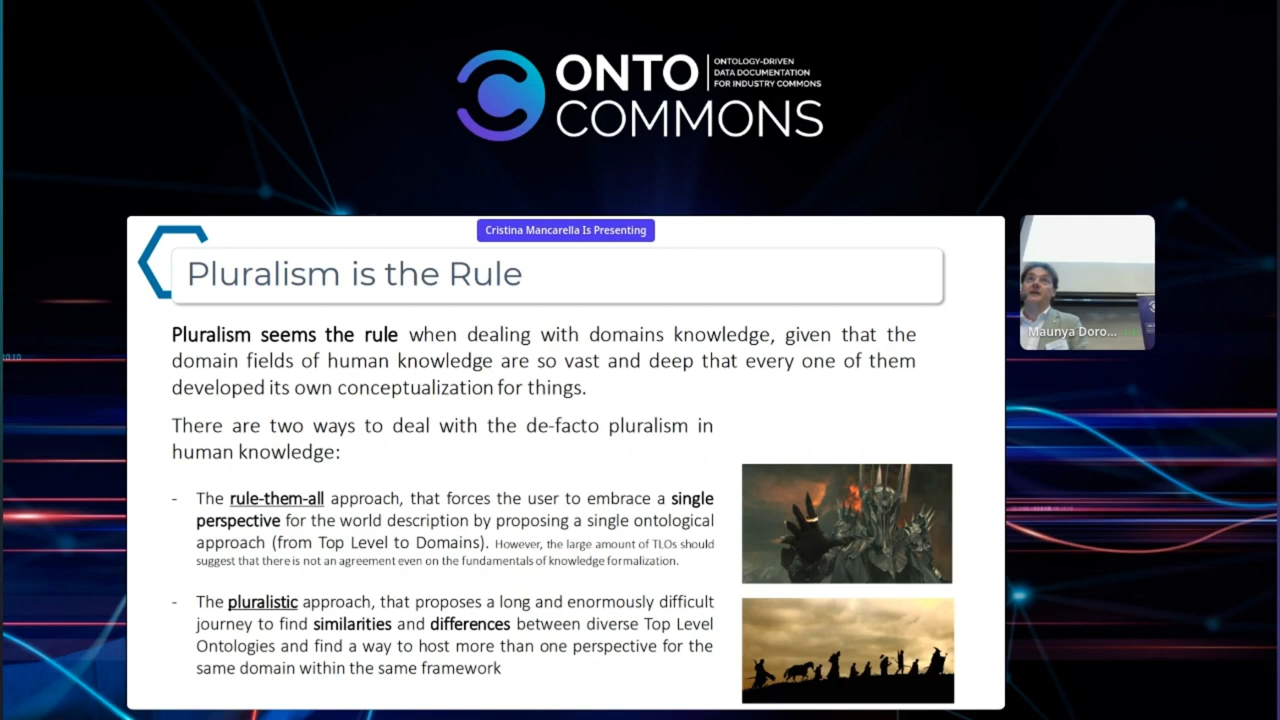 ONTO
COMMONS
ONTOLOGY-DRIVEN
DATA DOCUMENTATION
FOR INDUSTRY COMMONS
Cristina Mancarella Is Presenting
Pluralism is the Rule
Pluralism seems the rule when dealing with domains knowledge, given that the
domain fields of human knowledge are so vast and deep that every one of them
developed its own conceptualization for things.
There are two ways to deal with the de-facto pluralism in
human knowledge:
- The rule-them-all approach, that forces the user to embrace a single
perspective for the world description by proposing a single ontological
approach (from Top Level to Domains). However, the large amount of TLOs should
suggest that there is not an agreement even on the fundamentals of knowledge formalization.
- The pluralistic approach, that proposes a long and enormously difficult
journey to find similarities and differences between diverse Top Level
Ontologies and find a way to host more than one perspective for the
same domain within the same framework
Maunya Doro...